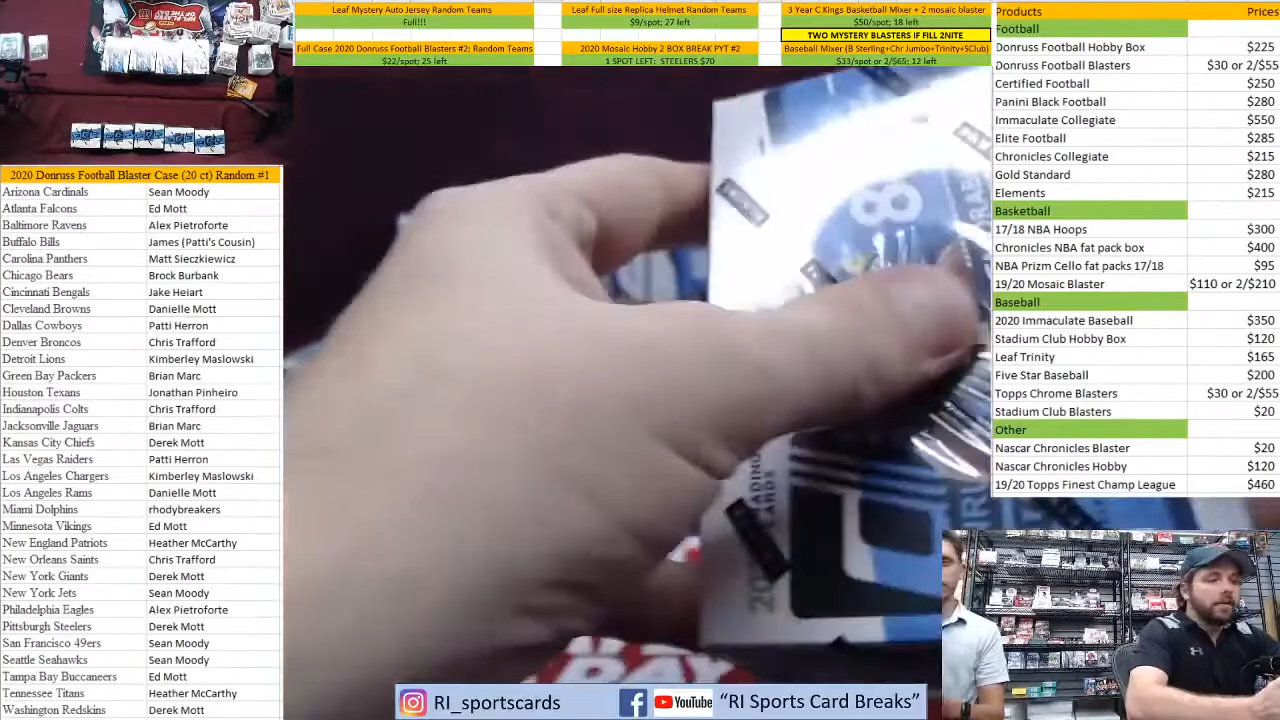 Leaf Mystery Auto Jersey Random Teams
Full!!!
Leaf Full size Replica Helmet Random Teams
$9/spot; 27 left
3 Year C Kings Basketball Mixer + 2 mosaic blaster
$50/spot; 18 left
TWO MYSTERY BLASTERS IF FILL 2NITE
Full Case 2020 Donruss Football Blasters #2; Random Teams
$22/spot; 25 left
2020 Mosaic Hobby 2 BOX BREAK PYT #2
1 SPOT LEFT: STEELERS $70
Baseball Mixer (B Sterling+Chr Jumbo+Trinity+SClub)
$33/spot or 2/$65; 12 left
Products Prices
Football
Donruss Football Hobby Box $225
Donruss Football Blasters $30 or 2/$55
Certified Football $250
Panini Black Football $280
Immaculate Collegiate $550
Elite Football $285
Chronicles Collegiate $215
Gold Standard $280
Elements $215
Basketball
17/18 NBA Hoops $300
Chronicles NBA fat pack box $400
NBA Prizm Cello fat packs 17/18 $95
19/20 Mosaic Blaster $110 or 2/$210
Baseball
2020 Immaculate Baseball $350
Stadium Club Hobby Box $120
Leaf Trinity $165
Five Star Baseball $200
Topps Chrome Blasters $30 or 2/$55
Stadium Club Blasters $20
Other
Nascar Chronicles Blaster $20
Nascar Chronicles Hobby $120
19/20 Topps Finest Champ League $460
2020 Donruss Football Blaster Case (20 ct) Random #1
Arizona Cardinals Sean Moody
Atlanta Falcons Ed Mott
Baltimore Ravens Alex Pietroforte
Buffalo Bills James (Patti's Cousin)
Carolina Panthers Matt Sieczkiewicz
Chicago Bears Brock Burbank
Cincinnati Bengals Jake Heiart
Cleveland Browns Danielle Mott
Dallas Cowboys Patti Herron
Denver Broncos Chris Trafford
Detroit Lions Kimberley Maslowski
Green Bay Packers Brian Marc
Houston Texans Jonathan Pinheiro
Indianapolis Colts Chris Trafford
Jacksonville Jaguars Brian Marc
Kansas City Chiefs Derek Mott
Las Vegas Raiders Patti Herron
Los Angeles Chargers Kimberley Maslowski
Los Angeles Rams Danielle Mott
Miami Dolphins rhodybreakers
Minnesota Vikings Ed Mott
New England Patriots Heather McCarthy
New Orleans Saints Chris Trafford
New York Giants Derek Mott
New York Jets Sean Moody
Philadelphia Eagles Alex Pietroforte
Pittsburgh Steelers Derek Mott
San Francisco 49ers Sean Moody
Seattle Seahawks Sean Moody
Tampa Bay Buccaneers Ed Mott
Tennessee Titans Heather McCarthy
Washington Redskins Derek Mott
RI_sportscards
YouTube
"RI Sports Card Breaks"